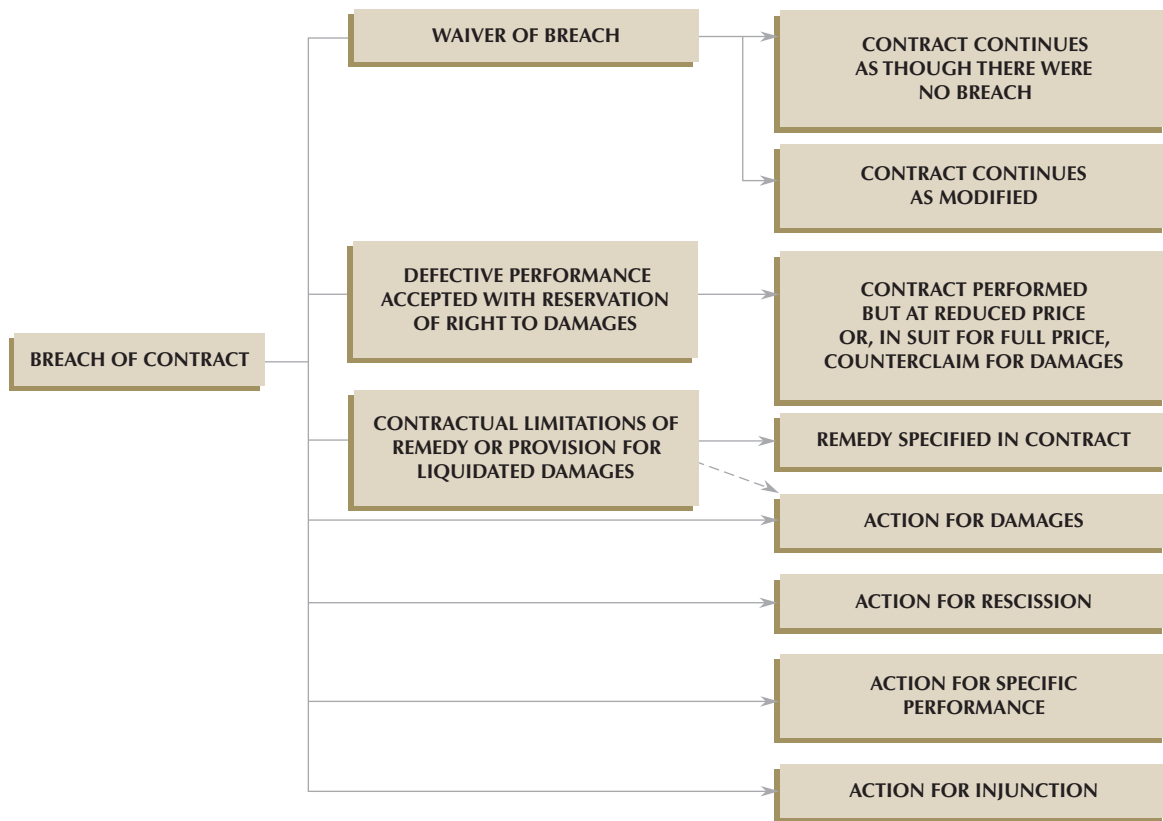 WAIVER OF BREACH
CONTRACT CONTINUES
AS THOUGH THERE WERE
NO BREACH
CONTRACT CONTINUES
AS MODIFIED
DEFECTIVE PERFORMANCE
ACCEPTED WITH RESERVATION
OF RIGHT TO DAMAGES
CONTRACT PERFORMED
BUT AT REDUCED PRICE
OR, IN SUIT FOR FULL PRICE,
COUNTERCLAIM FOR DAMAGES
BREACH OF CONTRACT
CONTRACTUAL LIMITATIONS OF
REMEDY OR PROVISION FOR
LIQUIDATED DAMAGES
REMEDY SPECIFIED IN CONTRACT
ACTION FOR DAMAGES
ACTION FOR RESCISSION
ACTION FOR SPECIFIC
PERFORMANCE
ACTION FOR INJUNCTION